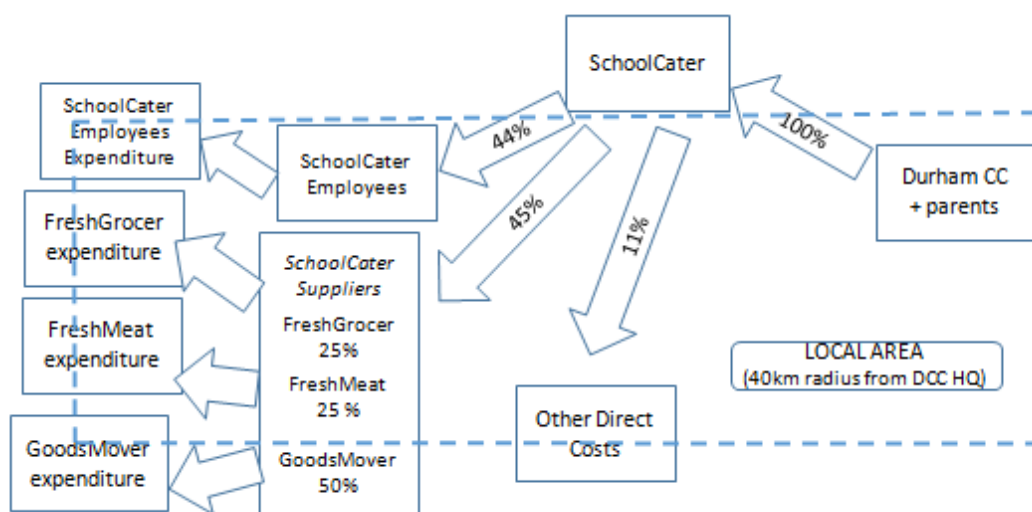 SchoolCater
100%
Durham CC
+ parents
44%
45%
11%
SchoolCater
Employees
Expenditure
SchoolCater
Employees
FreshGrocer
expenditure
SchoolCater
Suppliers
FreshGrocer
25%
FreshMeat
25 %
GoodsMover
50%
FreshMeat
expenditure
GoodsMover
expenditure
Other Direct
Costs
LOCAL AREA
(40km radius from DCC HQ)